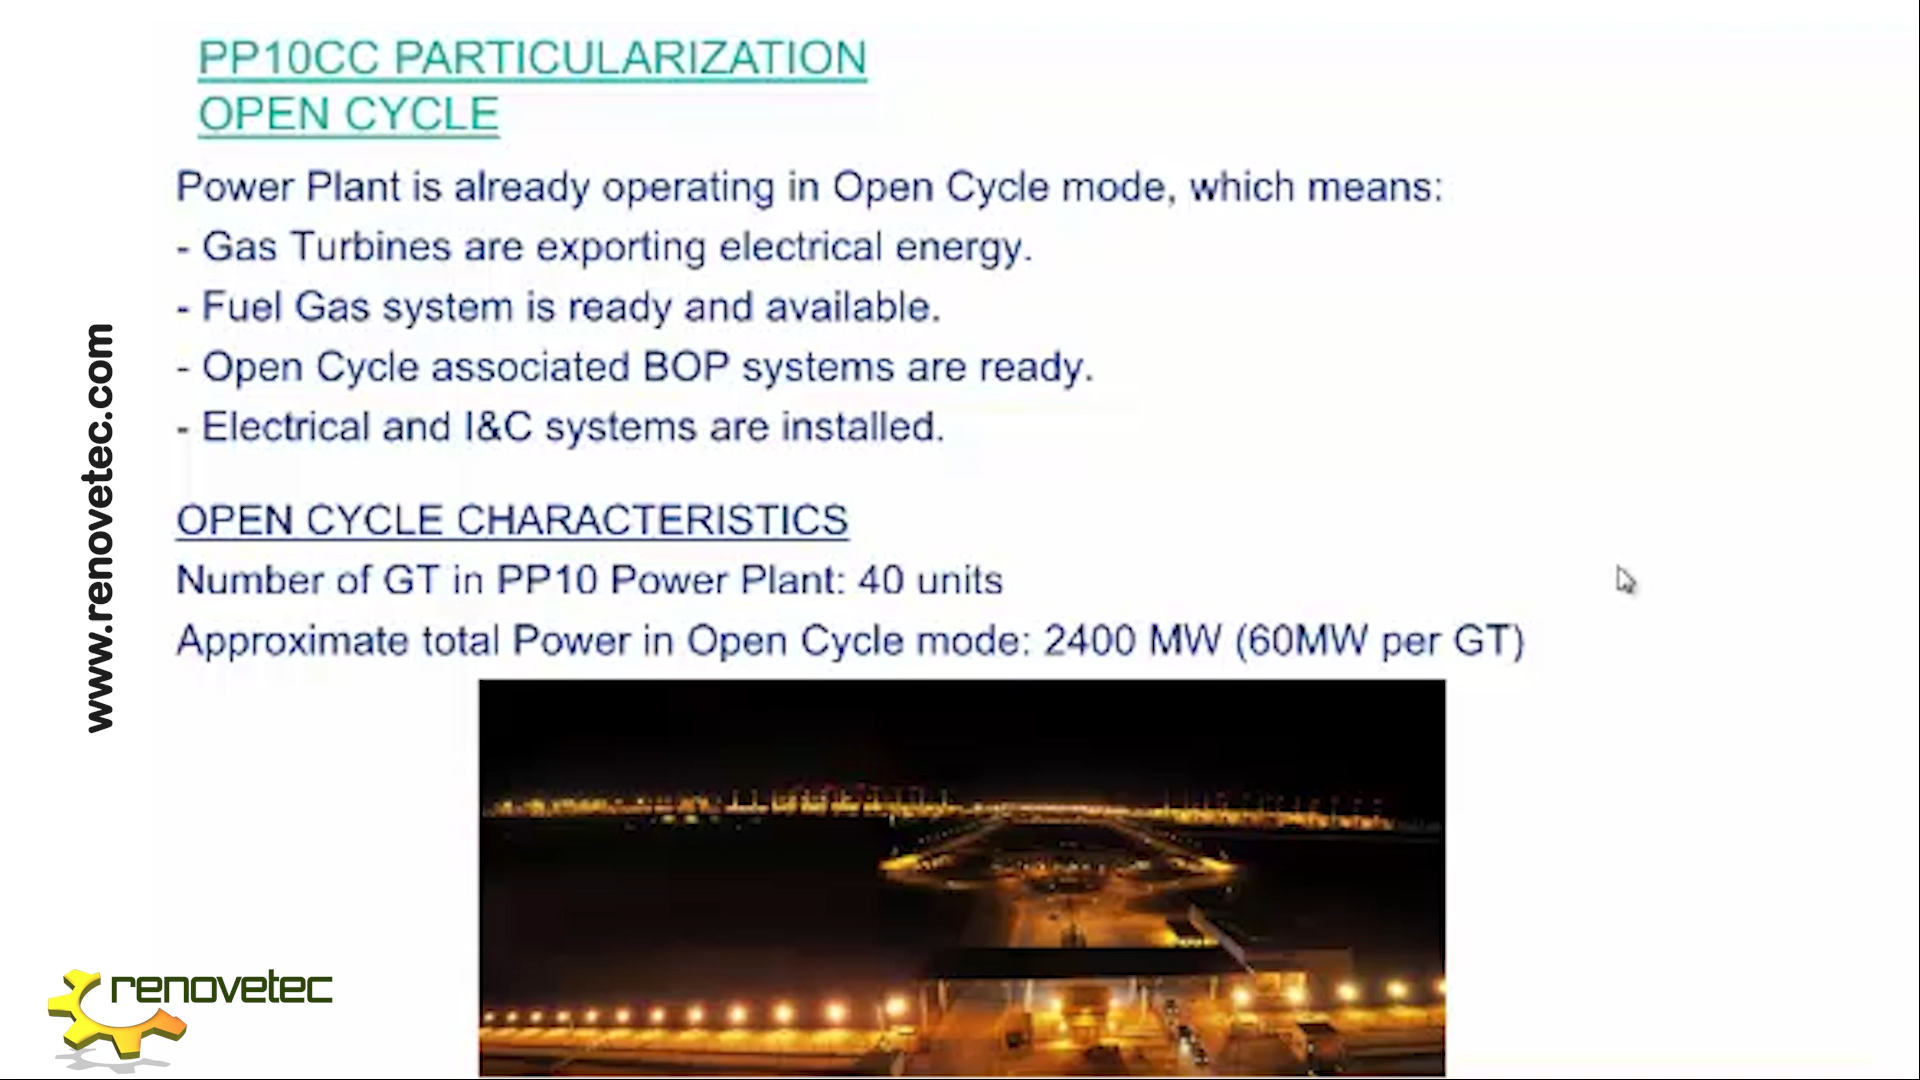 PP10CC PARTICULARIZATION
OPEN CYCLE
Power Plant is already operating in Open Cycle mode, which means:
- Gas Turbines are exporting electrical energy.
- Fuel Gas system is ready and available.
- Open Cycle associated BOP systems are ready.
- Electrical and I&C systems are installed.
OPEN CYCLE CHARACTERISTICS
Number of GT in PP10 Power Plant: 40 units
Approximate total Power in Open Cycle mode: 2400 MW (60MW per GT)
www.renovetec.com
renovetec